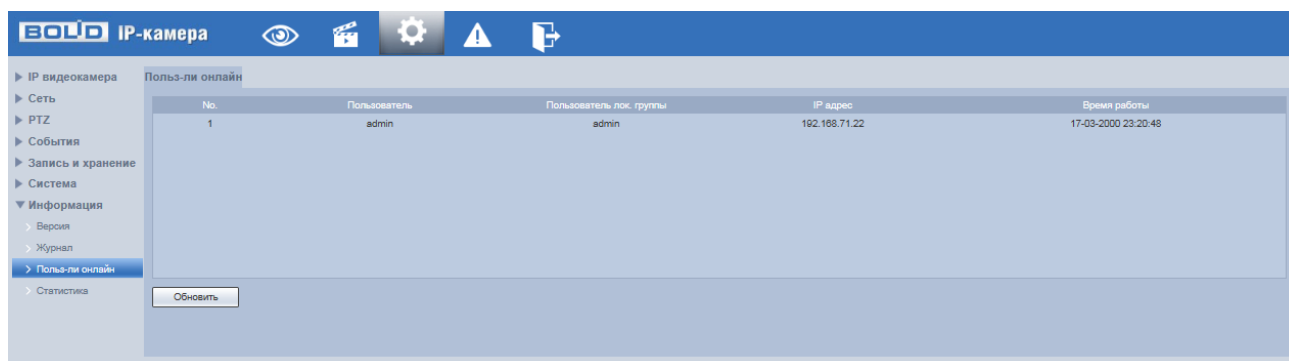 BOLID IP-камера
IP видеокамера
Сеть
PTZ
События
Запись и хранение
Система
Информация
Версия
Журнал
Польз-ли онлайн
Статистика
Польз-ли онлайн
No. Пользователь Пользователь лок. группы IP адрес Время работы
1 admin admin 192.168.71.22 17-03-2000 23:20:48
Обновить